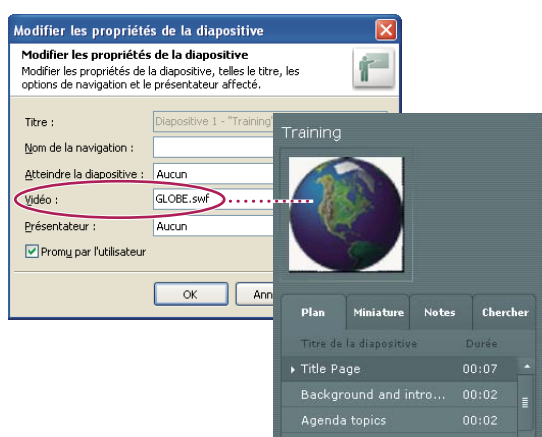 Modifier les propriétés de la diapositive
Modifier les propriétés de la diapositive
Modifier les propriétés de la diapositive, telles le titre, les
options de navigation et le présentateur affecté.
Titre : Diapositive 1 - "Training"
Nom de la navigation :
Atteindre la diapositive : Aucun
Vidéo : GLOBE.swf
Présentateur : Aucun
Promu par l'utilisateur
OK
Training
Plan Miniature Notes Chercher
Titre de la diapositive Durée
Title Page 00:07
Background and intro... 00:02
Agenda topics 00:02